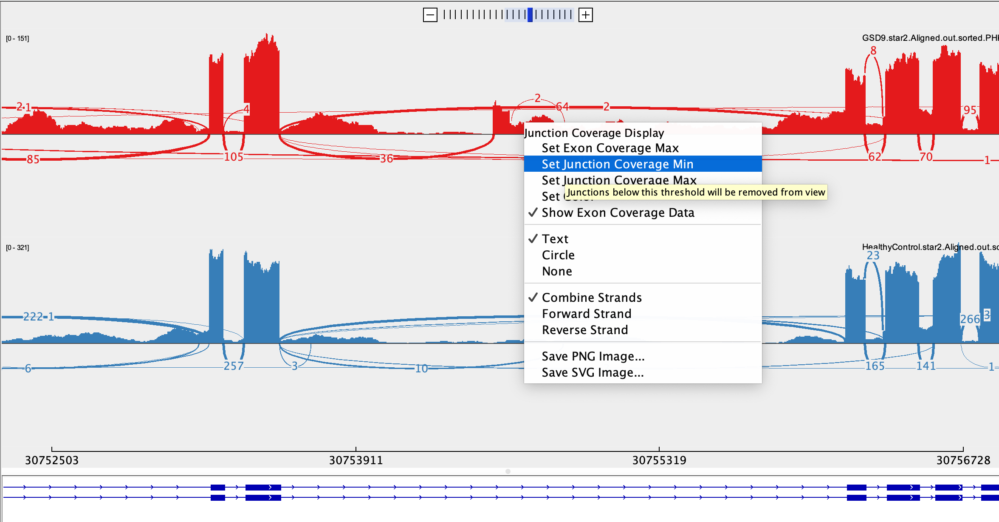 [0 - 151]
GSD9.star2.Aligned.out.sorted.PHK
8
2
1
4
2
64
2
95
85
105
36
62
70
1
Junction Coverage Display
Set Exon Coverage Max
Set Junction Coverage Min
Set Junction Coverage Max
Junctions below this threshold will be removed from view
Set Color
Show Exon Coverage Data
Text
Circle
None
Combine Strands
Forward Strand
Reverse Strand
Save PNG Image...
Save SVG Image...
[0 - 321]
HealthyControl.star2.Aligned.out.so
23
222
1
266
3
6
257
3
10
165
141
1
30752503
30753911
30755319
30756728